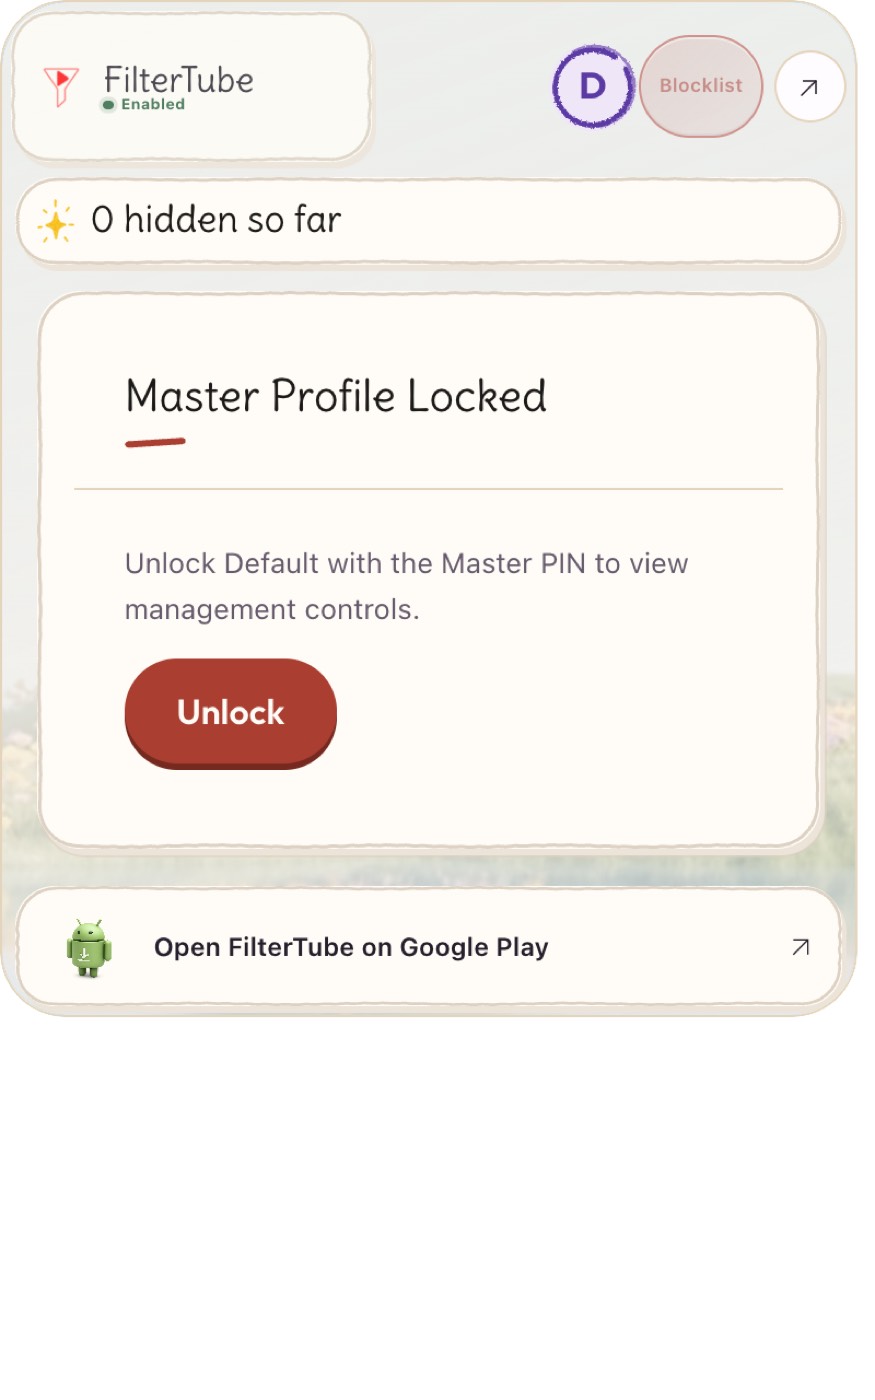 FilterTube
Enabled
D
Blocklist
0 hidden so far
Master Profile Locked
Unlock Default with the Master PIN to view
management controls.
Unlock
Open FilterTube on Google Play